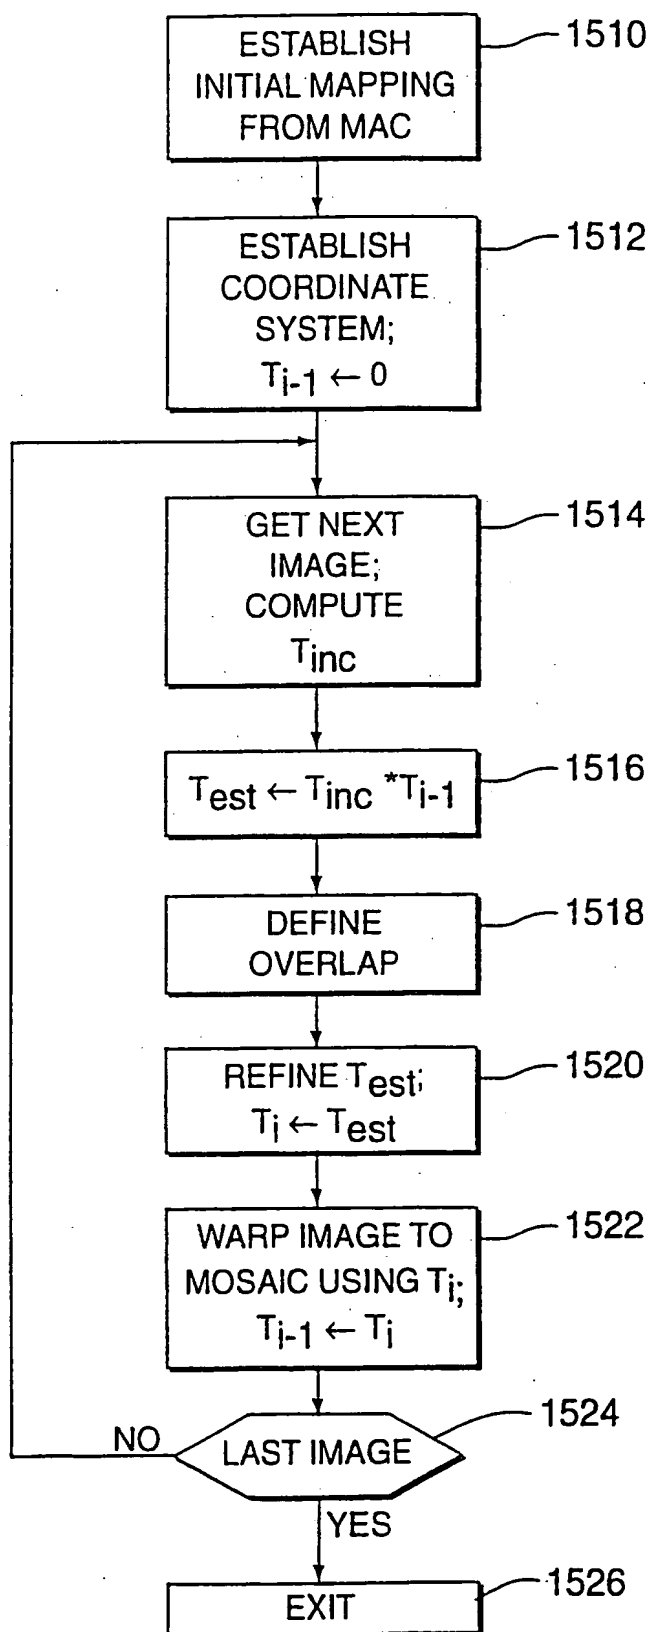 ESTABLISH
INITIAL MAPPING
FROM MAC
1510
ESTABLISH
COORDINATE
SYSTEM;
Ti-1 ← 0
1512
GET NEXT
IMAGE;
COMPUTE
Tinc
1514
Test ← Tinc *Ti-1
1516
DEFINE
OVERLAP
1518
REFINE Test;
Ti ← Test
1520
WARP IMAGE TO
MOSAIC USING Ti;
Ti-1 ← Ti
1522
LAST IMAGE
1524
NO
YES
EXIT
1526